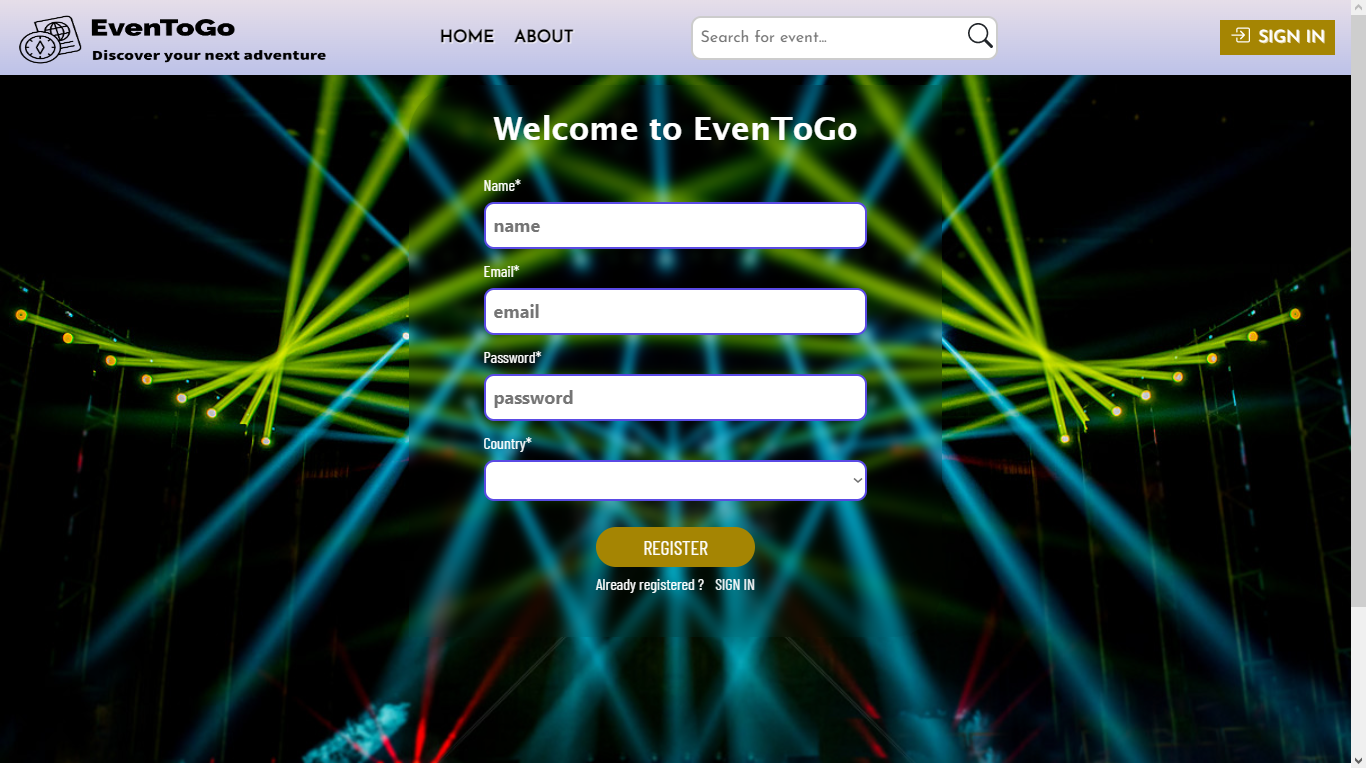 EvenToGo
Discover your next adventure
HOME ABOUT
Search for event...
SIGN IN
Welcome to EvenToGo
Name*
name
Email*
email
Password*
password
Country*
REGISTER
Already registered ? SIGN IN